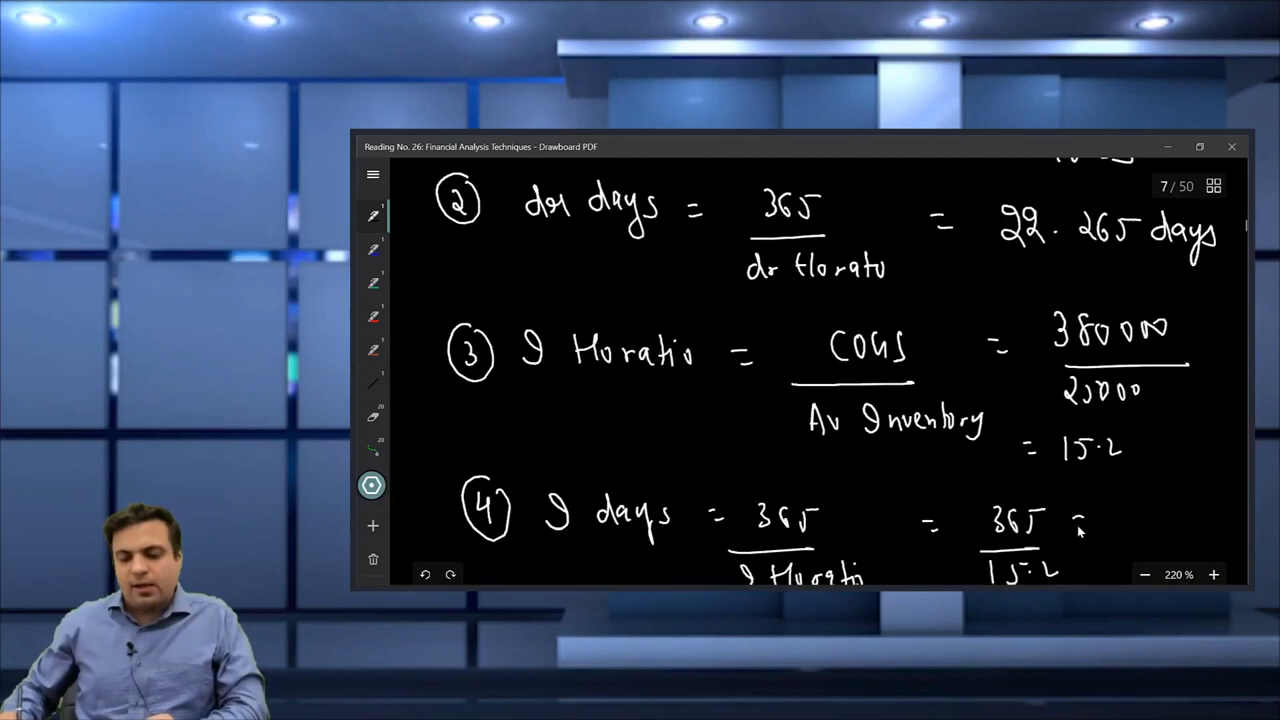 Reading No. 26: Financial Analysis Techniques - Drawboard PDF
7 / 50
② dr days = 365 / dr t/o ratio = 22.265 days
③ I t/o ratio = COGS / Av Inventory = 380000 / 25000
= 15.2
④ I days = 365 / I t/o ratio = 365 / 15.2 =
220 %